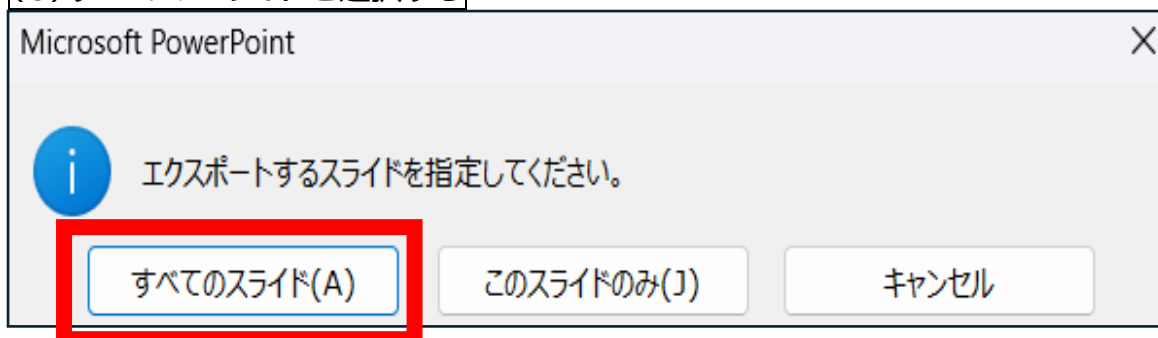 Microsoft PowerPoint
エクスポートするスライドを指定してください。
すべてのスライド(A) このスライドのみ(J) キャンセル